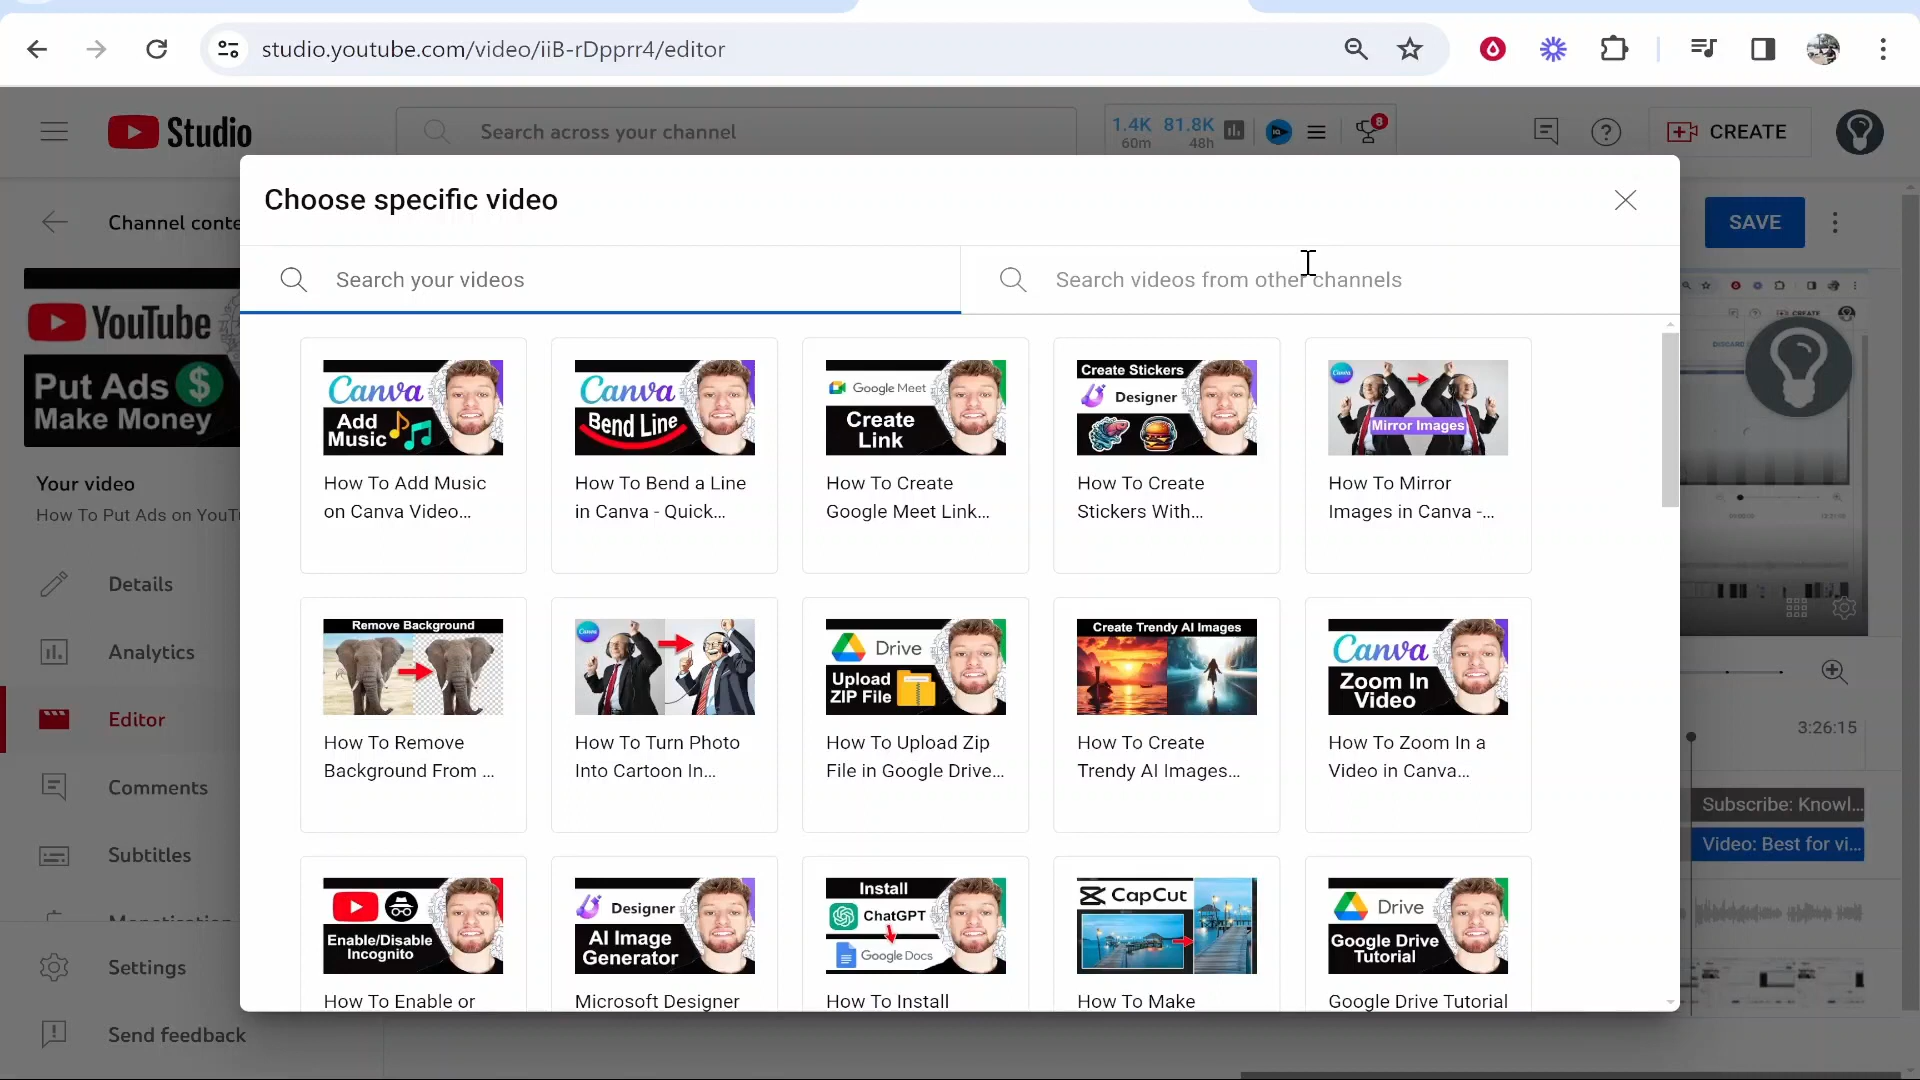 studio.youtube.com/video/iiB-rDpprr4/editor
Studio
Search across your channel
1.4K 81.8K
60m 48h
8
CREATE
Choose specific video
Channel conte
SAVE
Search your videos
Search videos from other channels
YouTube
Put Ads $
Make Money
Your video
How To Put Ads on YouT
Details
Analytics
Editor
Comments
Subtitles
Settings
Send feedback
Canva
Add
Music
How To Add Music
on Canva Video...
Canva
Bend Line
How To Bend a Line
in Canva - Quick...
Google Meet
Create
Link
How To Create
Google Meet Link...
Create Stickers
Designer
How To Create
Stickers With...
Canva
Mirror Images
How To Mirror
Images in Canva -...
Remove Background
How To Remove
Background From ...
Canva
How To Turn Photo
Into Cartoon In...
Drive
Upload
ZIP File
How To Upload Zip
File in Google Drive...
Create Trendy AI Images
How To Create
Trendy AI Images...
Canva
Zoom In
Video
How To Zoom In a
Video in Canva...
Enable/Disable
Incognito
How To Enable or
Designer
AI Image
Generator
Microsoft Designer
Install
ChatGPT
Google Docs
How To Install
CapCut
How To Make
Drive
Google Drive
Tutorial
Google Drive Tutorial
3:26:15
Subscribe: Knowl...
Video: Best for vi...